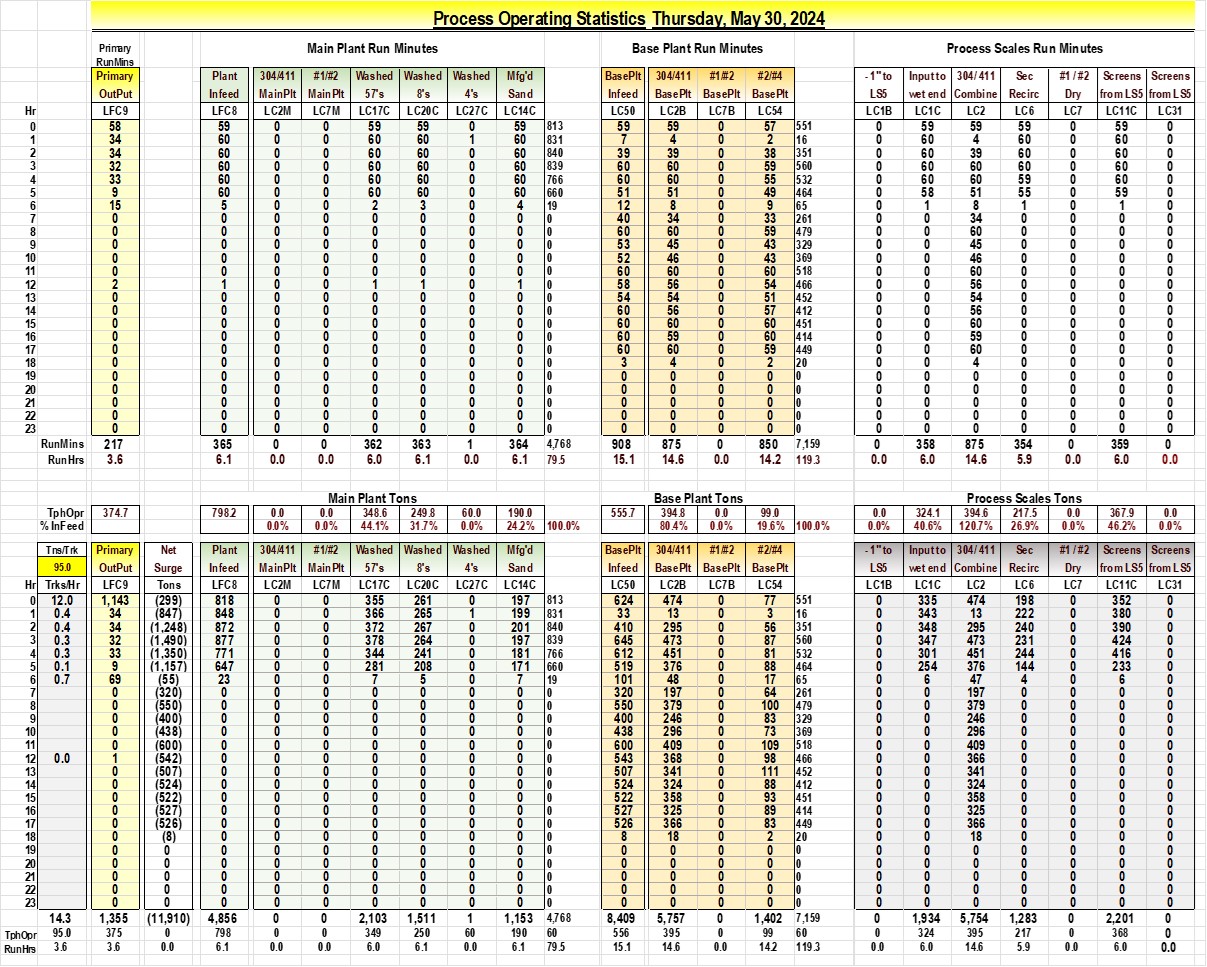 Process Operating Statistics Thursday, May 30, 2024
Primary RunMins Main Plant Run Minutes Base Plant Run Minutes Process Scales Run Minutes
Primary Plant 304/411 #1/#2 Washed Washed Washed Mfg'd BasePlt 304/411 #1/#2 #2/#4 -1" to Input to 304/ 411 Sec #1 / #2 Screens Screens
OutPut Infeed MainPlt MainPlt 57's 8's 4's Sand Infeed BasePlt BasePlt BasePlt LS5 wet end Combine Recirc Dry from LS5 from LS5
Hr LFC9 LFC8 LC2M LC7M LC17C LC20C LC27C LC14C LC50 LC2B LC7B LC54 LC1B LC1C LC2 LC6 LC7 LC11C LC31
0 58 59 0 0 59 59 0 59 813 59 59 0 57 551 0 59 59 59 0 59 0
1 34 60 0 0 60 60 1 60 831 7 4 0 2 16 0 60 4 60 0 60 0
2 34 60 0 0 60 60 0 60 840 39 39 0 38 351 0 60 39 60 0 60 0
3 32 60 0 0 60 60 0 60 839 60 60 0 59 560 0 60 60 60 0 60 0
4 33 60 0 0 60 60 0 60 766 60 60 0 55 532 0 60 60 59 0 60 0
5 9 60 0 0 60 60 0 60 660 51 51 0 49 464 0 58 51 55 0 59 0
6 15 5 0 0 2 3 0 4 19 12 8 0 9 65 0 1 8 1 0 1 0
7 0 0 0 0 0 0 0 0 0 40 34 0 33 261 0 0 34 0 0 0 0
8 0 0 0 0 0 0 0 0 0 60 60 0 59 479 0 0 60 0 0 0 0
9 0 0 0 0 0 0 0 0 0 53 45 0 43 329 0 0 45 0 0 0 0
10 0 0 0 0 0 0 0 0 0 52 46 0 43 369 0 0 46 0 0 0 0
11 0 0 0 0 0 0 0 0 0 60 60 0 60 518 0 0 60 0 0 0 0
12 2 1 0 0 1 1 0 1 0 58 56 0 54 466 0 0 56 0 0 0 0
13 0 0 0 0 0 0 0 0 0 54 54 0 51 452 0 0 54 0 0 0 0
14 0 0 0 0 0 0 0 0 0 60 56 0 57 412 0 0 56 0 0 0 0
15 0 0 0 0 0 0 0 0 0 60 60 0 60 451 0 0 60 0 0 0 0
16 0 0 0 0 0 0 0 0 0 60 59 0 60 414 0 0 59 0 0 0 0
17 0 0 0 0 0 0 0 0 0 60 60 0 59 449 0 0 60 0 0 0 0
18 0 0 0 0 0 0 0 0 0 3 4 0 2 20 0 0 4 0 0 0 0
19 0 0 0 0 0 0 0 0 0 0 0 0 0 0 0 0 0 0 0 0 0
20 0 0 0 0 0 0 0 0 0 0 0 0 0 0 0 0 0 0 0 0 0
21 0 0 0 0 0 0 0 0 0 0 0 0 0 0 0 0 0 0 0 0 0
22 0 0 0 0 0 0 0 0 0 0 0 0 0 0 0 0 0 0 0 0 0
23 0 0 0 0 0 0 0 0 0 0 0 0 0 0 0 0 0 0 0 0 0
RunMins 217 365 0 0 362 363 1 364 4,768 908 875 0 850 7,159 0 358 875 354 0 359 0
RunHrs 3.6 6.1 0.0 0.0 6.0 6.1 0.0 6.1 79.5 15.1 14.6 0.0 14.2 119.3 0.0 6.0 14.6 5.9 0.0 6.0 0.0
Main Plant Tons Base Plant Tons Process Scales Tons
TphOpr 374.7 798.2 0.0 0.0 348.6 249.8 60.0 190.0 555.7 394.8 0.0 99.0 0.0 324.1 394.6 217.5 0.0 367.9 0.0
% InFeed 0.0% 0.0% 44.1% 31.7% 0.0% 24.2% 100.0% 80.4% 0.0% 19.6% 100.0% 0.0% 40.6% 120.7% 26.9% 0.0% 46.2% 0.0%
Tns/Trk Primary Net Plant 304/411 #1/#2 Washed Washed Washed Mfg'd BasePlt 304/411 #1/#2 #2/#4 -1" to Input to 304/ 411 Sec #1 / #2 Screens Screens
95.0 OutPut Surge Infeed MainPlt MainPlt 57's 8's 4's Sand Infeed BasePlt BasePlt BasePlt LS5 wet end Combine Recirc Dry from LS5 from LS5
Hr Trks/Hr LFC9 Tons LFC8 LC2M LC7M LC17C LC20C LC27C LC14C LC50 LC2B LC7B LC54 LC1B LC1C LC2 LC6 LC7 LC11C LC31
0 12.0 1,143 (299) 818 0 0 355 261 0 197 813 624 474 0 77 551 0 335 474 198 0 352 0
1 0.4 34 (847) 848 0 0 366 265 1 199 831 33 13 0 3 16 0 343 13 222 0 380 0
2 0.4 34 (1,248) 872 0 0 372 267 0 201 840 410 295 0 56 351 0 348 295 240 0 390 0
3 0.3 32 (1,490) 877 0 0 378 264 0 197 839 645 473 0 87 560 0 347 473 231 0 424 0
4 0.3 33 (1,350) 771 0 0 344 241 0 181 766 612 451 0 81 532 0 301 451 244 0 416 0
5 0.1 9 (1,157) 647 0 0 281 208 0 171 660 519 376 0 88 464 0 254 376 144 0 233 0
6 0.7 69 (55) 23 0 0 7 5 0 7 19 101 48 0 17 65 0 6 47 4 0 6 0
7 0 (320) 0 0 0 0 0 0 0 0 320 197 0 64 261 0 0 197 0 0 0 0
8 0 (550) 0 0 0 0 0 0 0 0 550 379 0 100 479 0 0 379 0 0 0 0
9 0 (400) 0 0 0 0 0 0 0 0 400 246 0 83 329 0 0 246 0 0 0 0
10 0 (438) 0 0 0 0 0 0 0 0 438 296 0 73 369 0 0 296 0 0 0 0
11 0 (600) 0 0 0 0 0 0 0 0 600 409 0 109 518 0 0 409 0 0 0 0
12 0.0 1 (542) 0 0 0 0 0 0 0 0 543 368 0 98 466 0 0 366 0 0 0 0
13 0 (507) 0 0 0 0 0 0 0 0 507 341 0 111 452 0 0 341 0 0 0 0
14 0 (524) 0 0 0 0 0 0 0 0 524 324 0 88 412 0 0 324 0 0 0 0
15 0 (522) 0 0 0 0 0 0 0 0 522 358 0 93 451 0 0 358 0 0 0 0
16 0 (527) 0 0 0 0 0 0 0 0 527 325 0 89 414 0 0 325 0 0 0 0
17 0 (526) 0 0 0 0 0 0 0 0 526 366 0 83 449 0 0 366 0 0 0 0
18 0 (8) 0 0 0 0 0 0 0 0 8 18 0 2 20 0 0 18 0 0 0 0
19 0 0 0 0 0 0 0 0 0 0 0 0 0 0 0 0 0 0 0 0 0 0
20 0 0 0 0 0 0 0 0 0 0 0 0 0 0 0 0 0 0 0 0 0 0
21 0 0 0 0 0 0 0 0 0 0 0 0 0 0 0 0 0 0 0 0 0 0
22 0 0 0 0 0 0 0 0 0 0 0 0 0 0 0 0 0 0 0 0 0 0
23 0 0 0 0 0 0 0 0 0 0 0 0 0 0 0 0 0 0 0 0 0 0
14.3 1,355 (11,910) 4,856 0 0 2,103 1,511 1 1,153 4,768 8,409 5,757 0 1,402 7,159 0 1,934 5,754 1,283 0 2,201 0
TphOpr 95.0 375 0 798 0 0 349 250 60 190 60 556 395 0 99 60 0 324 395 217 0 368 0
RunHrs 3.6 3.6 0.0 6.1 0.0 0.0 6.0 6.1 0.0 6.1 79.5 15.1 14.6 0.0 14.2 119.3 0.0 6.0 14.6 5.9 0.0 6.0 0.0